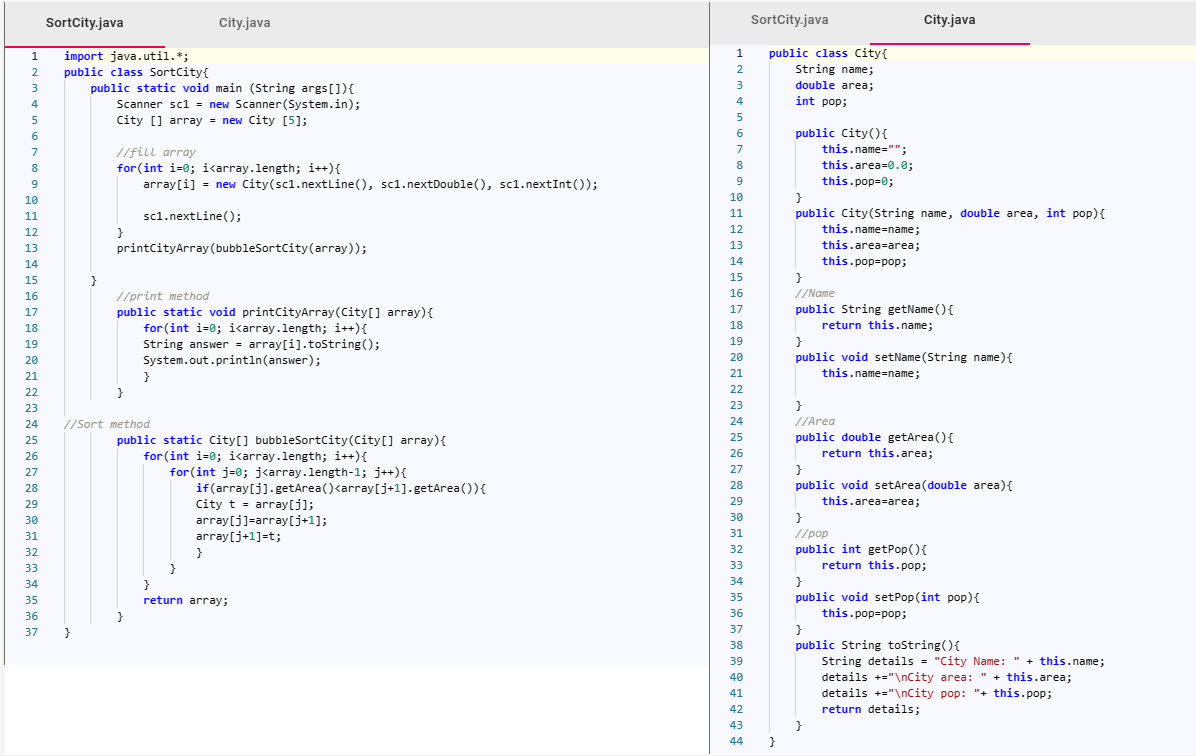 SortCity.java City.java
1 import java.util.*;
2 public class SortCity{
3 public static void main (String args[]){
4 Scanner sc1 = new Scanner(System.in);
5 City [] array = new City [5];
6
7 //fill array
8 for(int i=0; i<array.length; i++){
9 array[i] = new City(sc1.nextLine(), sc1.nextDouble(), sc1.nextInt());
10
11 sc1.nextLine();
12 }
13 printCityArray(bubbleSortCity(array));
14
15 }
16 //print method
17 public static void printCityArray(City[] array){
18 for(int i=0; i<array.length; i++){
19 String answer = array[i].toString();
20 System.out.println(answer);
21 }
22 }
23
24 //Sort method
25 public static City[] bubbleSortCity(City[] array){
26 for(int i=0; i<array.length; i++){
27 for(int j=0; j<array.length-1; j++){
28 if(array[j].getArea()<array[j+1].getArea()){
29 City t = array[j];
30 array[j]=array[j+1];
31 array[j+1]=t;
32 }
33 }
34 }
35 return array;
36 }
37 }
SortCity.java City.java
1 public class City{
2 String name;
3 double area;
4 int pop;
5
6 public City(){
7 this.name="";
8 this.area=0.0;
9 this.pop=0;
10 }
11 public City(String name, double area, int pop){
12 this.name=name;
13 this.area=area;
14 this.pop=pop;
15 }
16 //Name
17 public String getName(){
18 return this.name;
19 }
20 public void setName(String name){
21 this.name=name;
22
23 }
24 //Area
25 public double getArea(){
26 return this.area;
27 }
28 public void setArea(double area){
29 this.area=area;
30 }
31 //pop
32 public int getPop(){
33 return this.pop;
34 }
35 public void setPop(int pop){
36 this.pop=pop;
37 }
38 public String toString(){
39 String details = "City Name: " + this.name;
40 details +="\nCity area: " + this.area;
41 details +="\nCity pop: "+ this.pop;
42 return details;
43 }
44 }